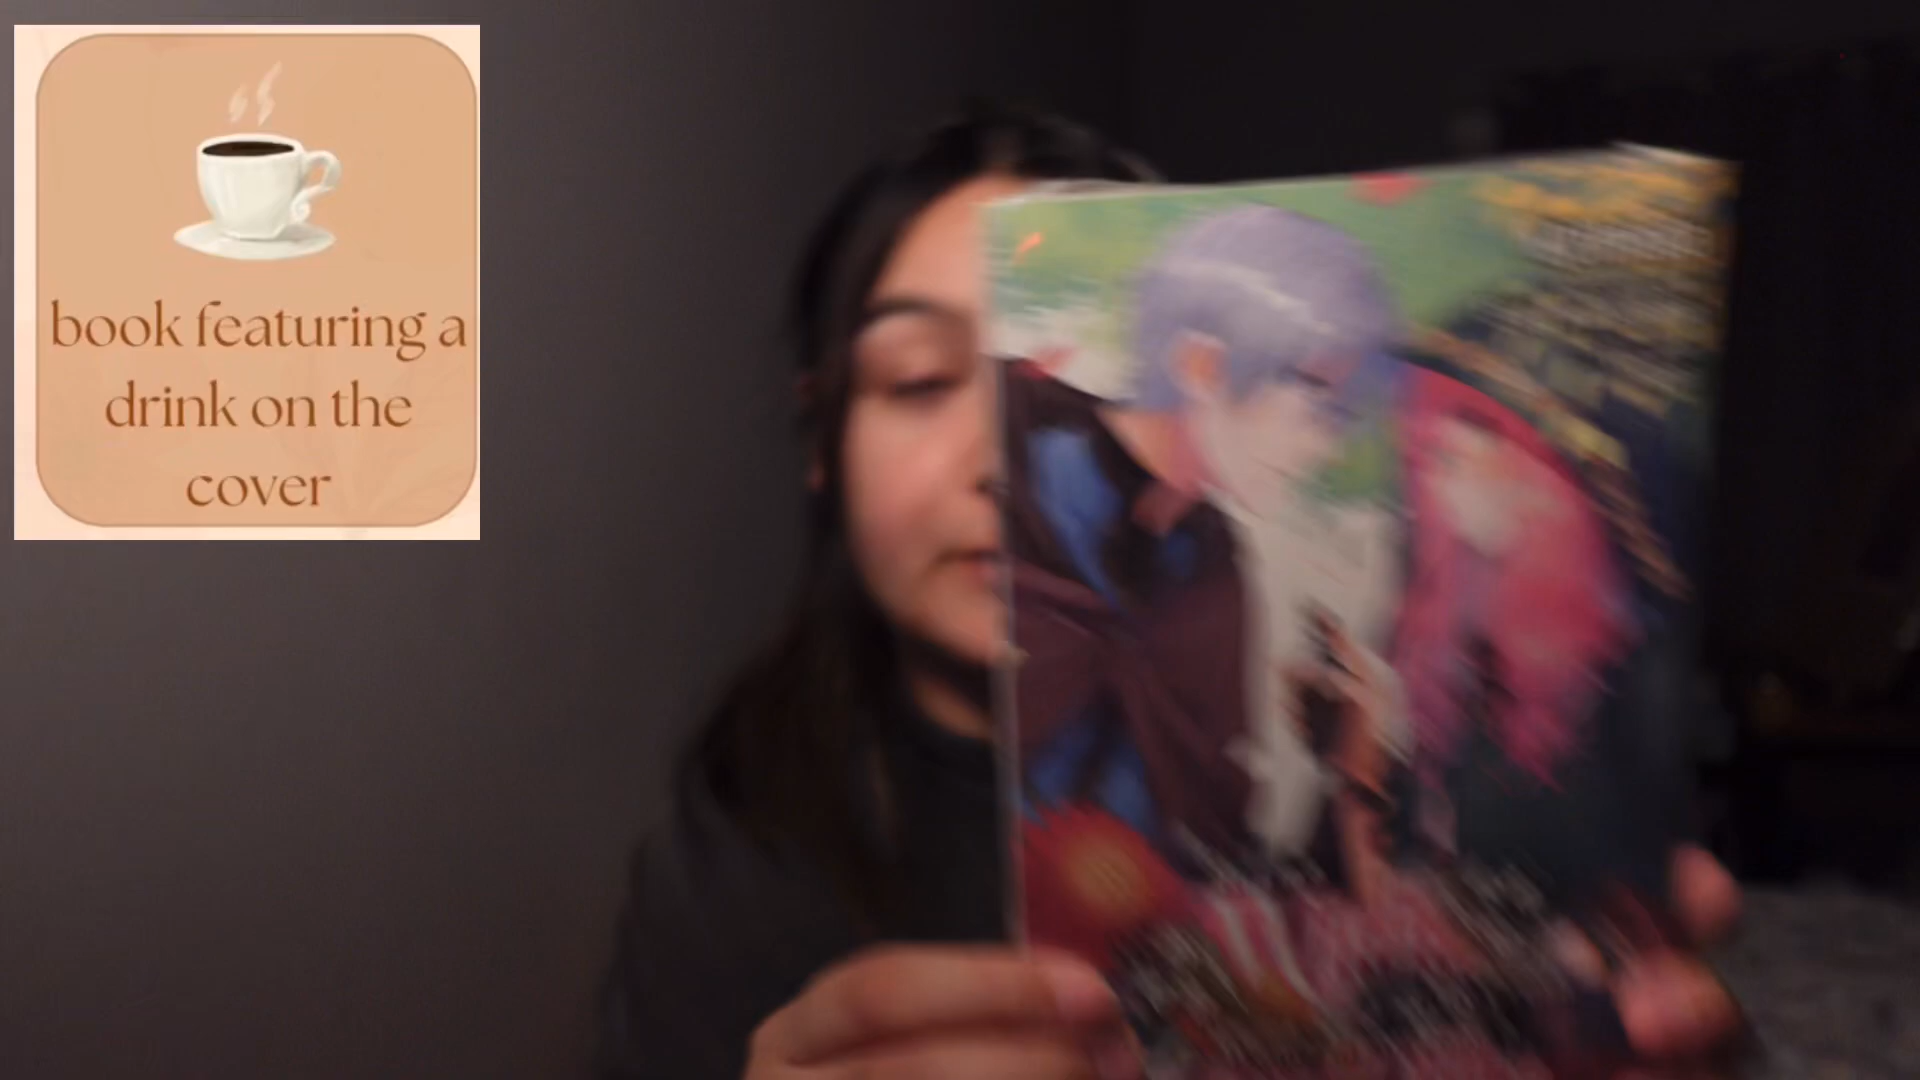 book featuring a
drink on the
cover